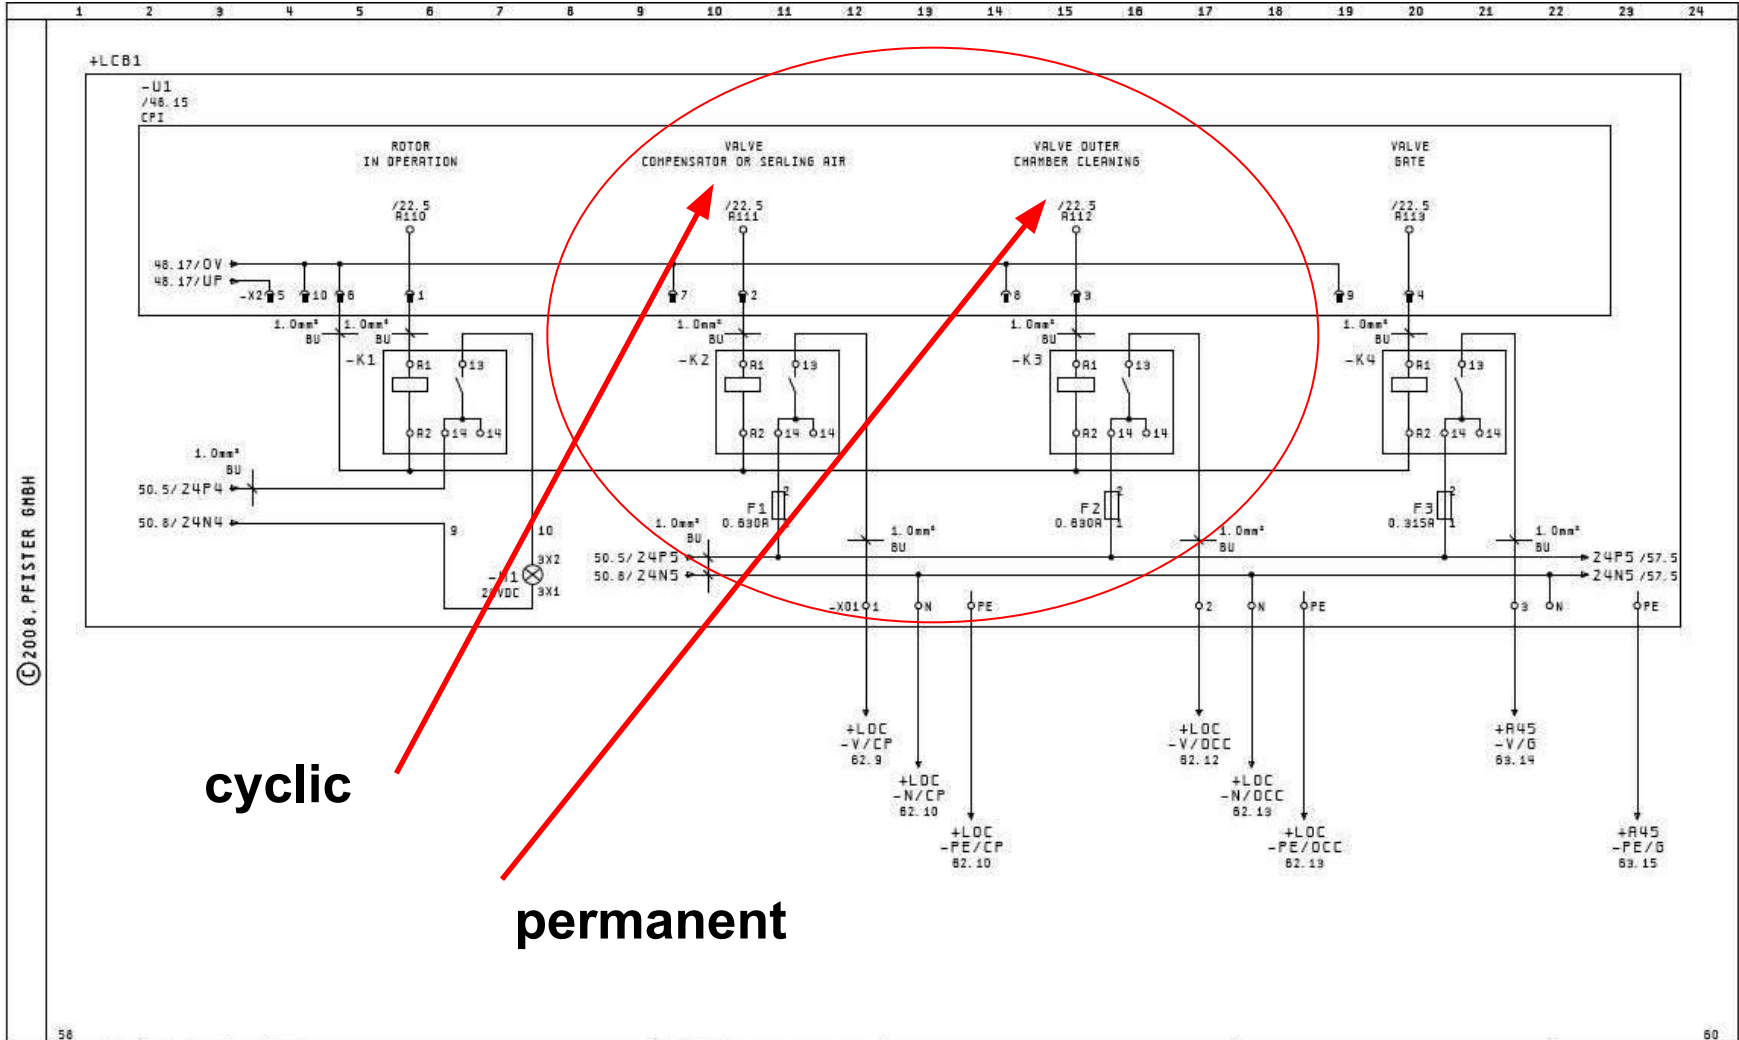 1 2 3 4 5 6 7 8 9 10 11 12 13 14 15 16 17 18 19 20 21 22 23 24
+LCB1
-U1
/48.15
CPI
ROTOR
IN OPERATION
VALVE
COMPENSATOR OR SEALING AIR
VALVE OUTER
CHAMBER CLEANING
VALVE
GATE
/22.5
A110
/22.5
A111
/22.5
A112
/22.5
A113
48.17/0V
48.17/UP
-X2 5 10 6 1 7 2 8 3 9 4
1.0mm² 1.0mm² 1.0mm² 1.0mm² 1.0mm²
BU BU BU BU BU
-K1 A1 13 -K2 A1 13 -K3 A1 13 -K4 A1 13
A2 14 14 A2 14 14 A2 14 14 A2 14 14
1.0mm²
BU
50.5/24P4
50.8/24N4
9 10
3X2
24VDC 3X1
F1 2
0.630A 1
F2 2
0.630A 1
F3 2
0.315A 1
1.0mm² 1.0mm² 1.0mm² 1.0mm²
BU BU BU BU
50.5/24P5 24P5/57.5
50.8/24N5 24N5/57.5
-X01 1 N PE 2 N PE 3 N PE
+LOC
-V/CP
62.9
+LOC
-N/CP
62.10
+LOC
-PE/CP
62.10
+LOC
-V/OCC
62.12
+LOC
-N/OCC
62.13
+LOC
-PE/OCC
62.13
+A45
-V/G
63.14
+A45
-PE/G
63.15
cyclic
permanent
©2008, PFISTER GMBH
58 60